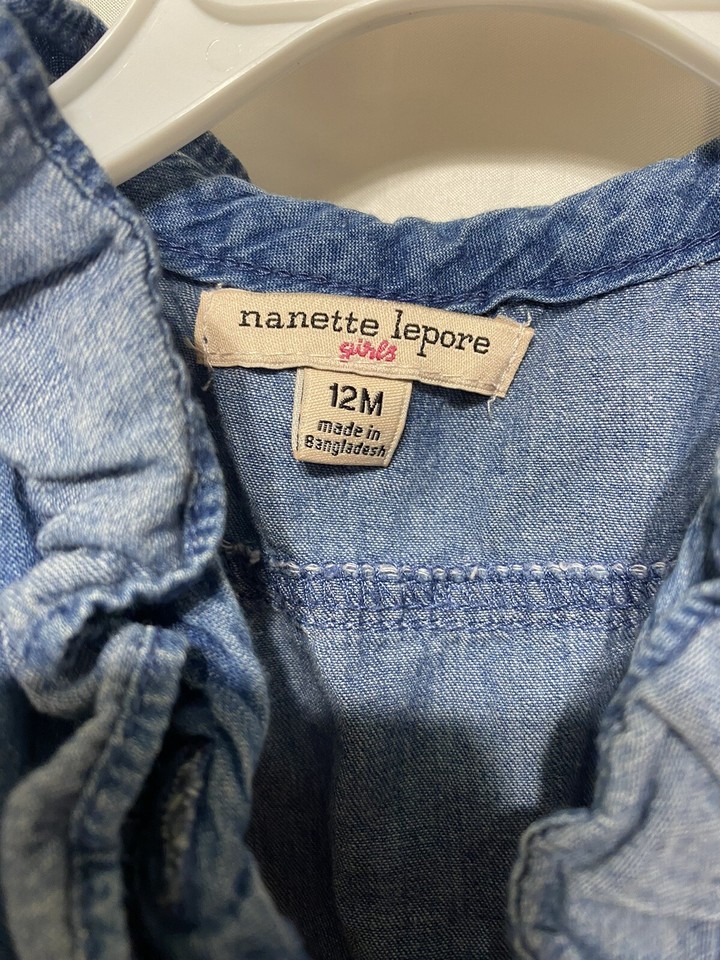 nanette lepore
girls
12M
made in
Bangladesh